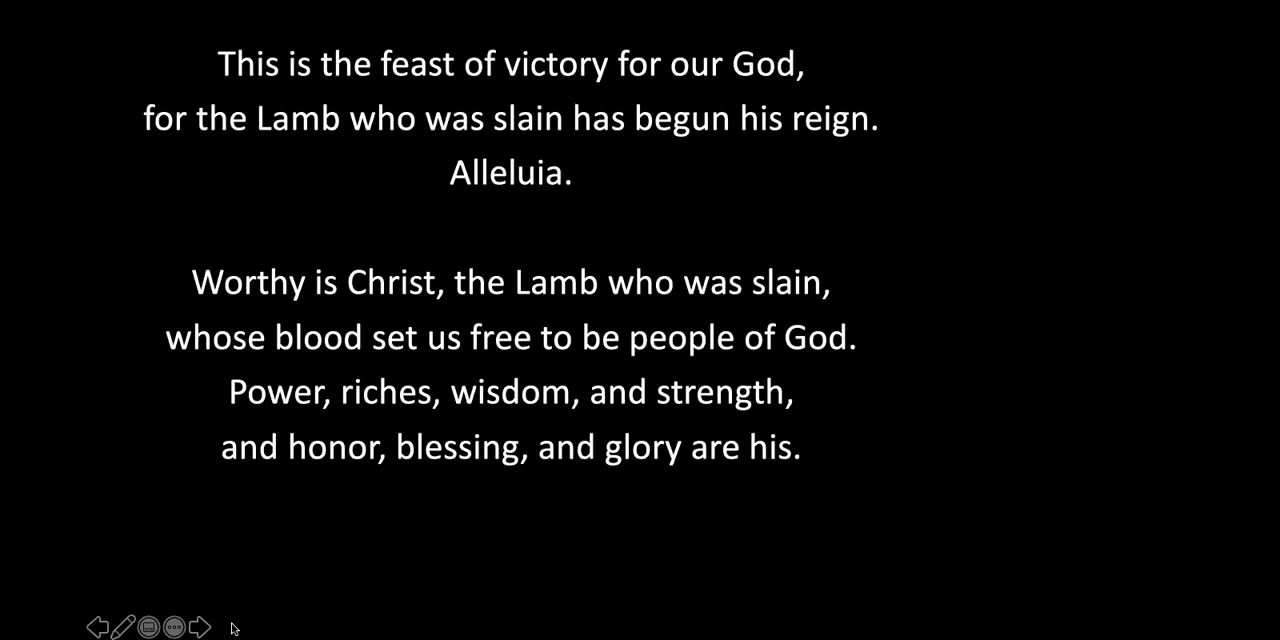 This is the feast of victory for our God,
for the Lamb who was slain has begun his reign.
Alleluia.
Worthy is Christ, the Lamb who was slain,
whose blood set us free to be people of God.
Power, riches, wisdom, and strength,
and honor, blessing, and glory are his.